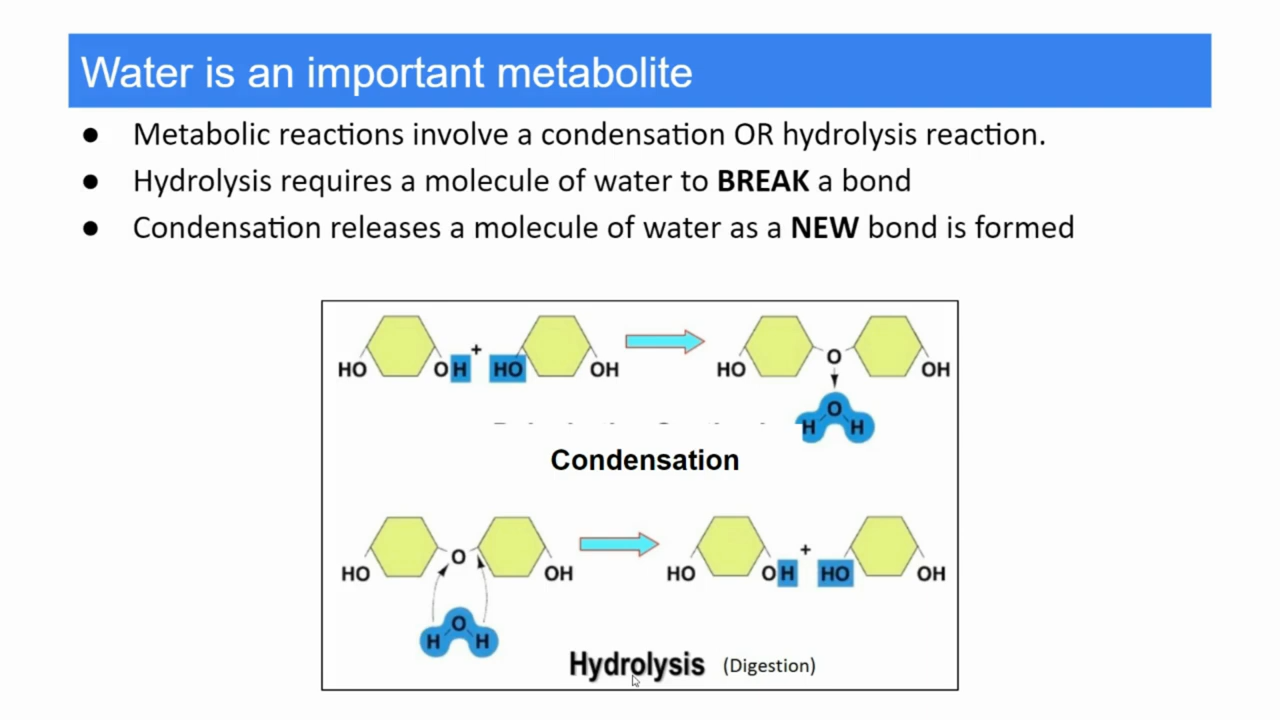 Water is an important metabolite
● Metabolic reactions involve a condensation OR hydrolysis reaction.
● Hydrolysis requires a molecule of water to BREAK a bond
● Condensation releases a molecule of water as a NEW bond is formed
HO OH + HO OH HO O OH
H O H
Condensation
HO O OH HO OH + HO OH
H O H
Hydrolysis (Digestion)